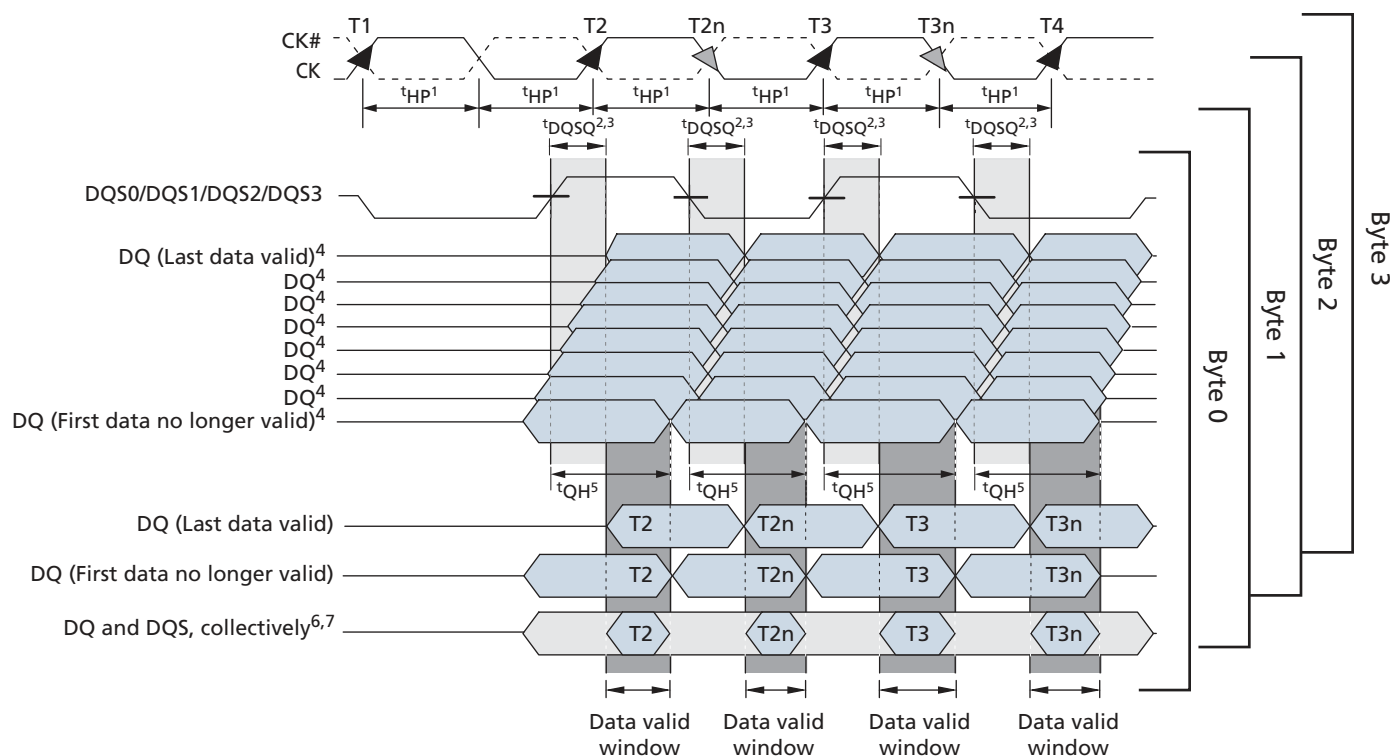 T1 T2 T2n T3 T3n T4
CK#
CK
tHP1 tHP1 tHP1 tHP1 tHP1 tHP1
tDQSQ2,3 tDQSQ2,3 tDQSQ2,3 tDQSQ2,3
DQS0/DQS1/DQS2/DQS3
DQ (Last data valid)4
DQ4
DQ4
DQ4
DQ4
DQ4
DQ4
DQ (First data no longer valid)4
tQH5 tQH5 tQH5 tQH5
DQ (Last data valid) T2 T2n T3 T3n
DQ (First data no longer valid) T2 T2n T3 T3n
DQ and DQS, collectively6,7 T2 T2n T3 T3n
Data valid window
Data valid window
Data valid window
Data valid window
Byte 0
Byte 1
Byte 2
Byte 3